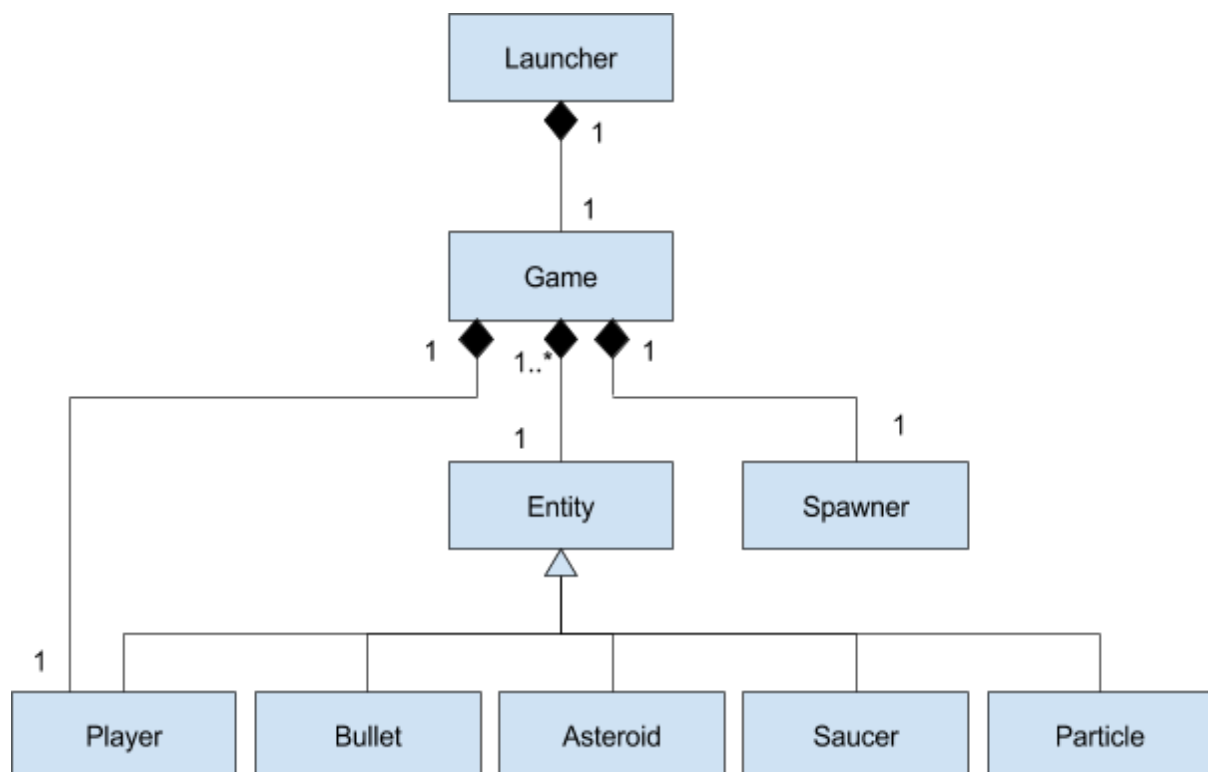 Launcher
1
1
Game
1
1..*
1
1
1
Entity
Spawner
1
Player
Bullet
Asteroid
Saucer
Particle